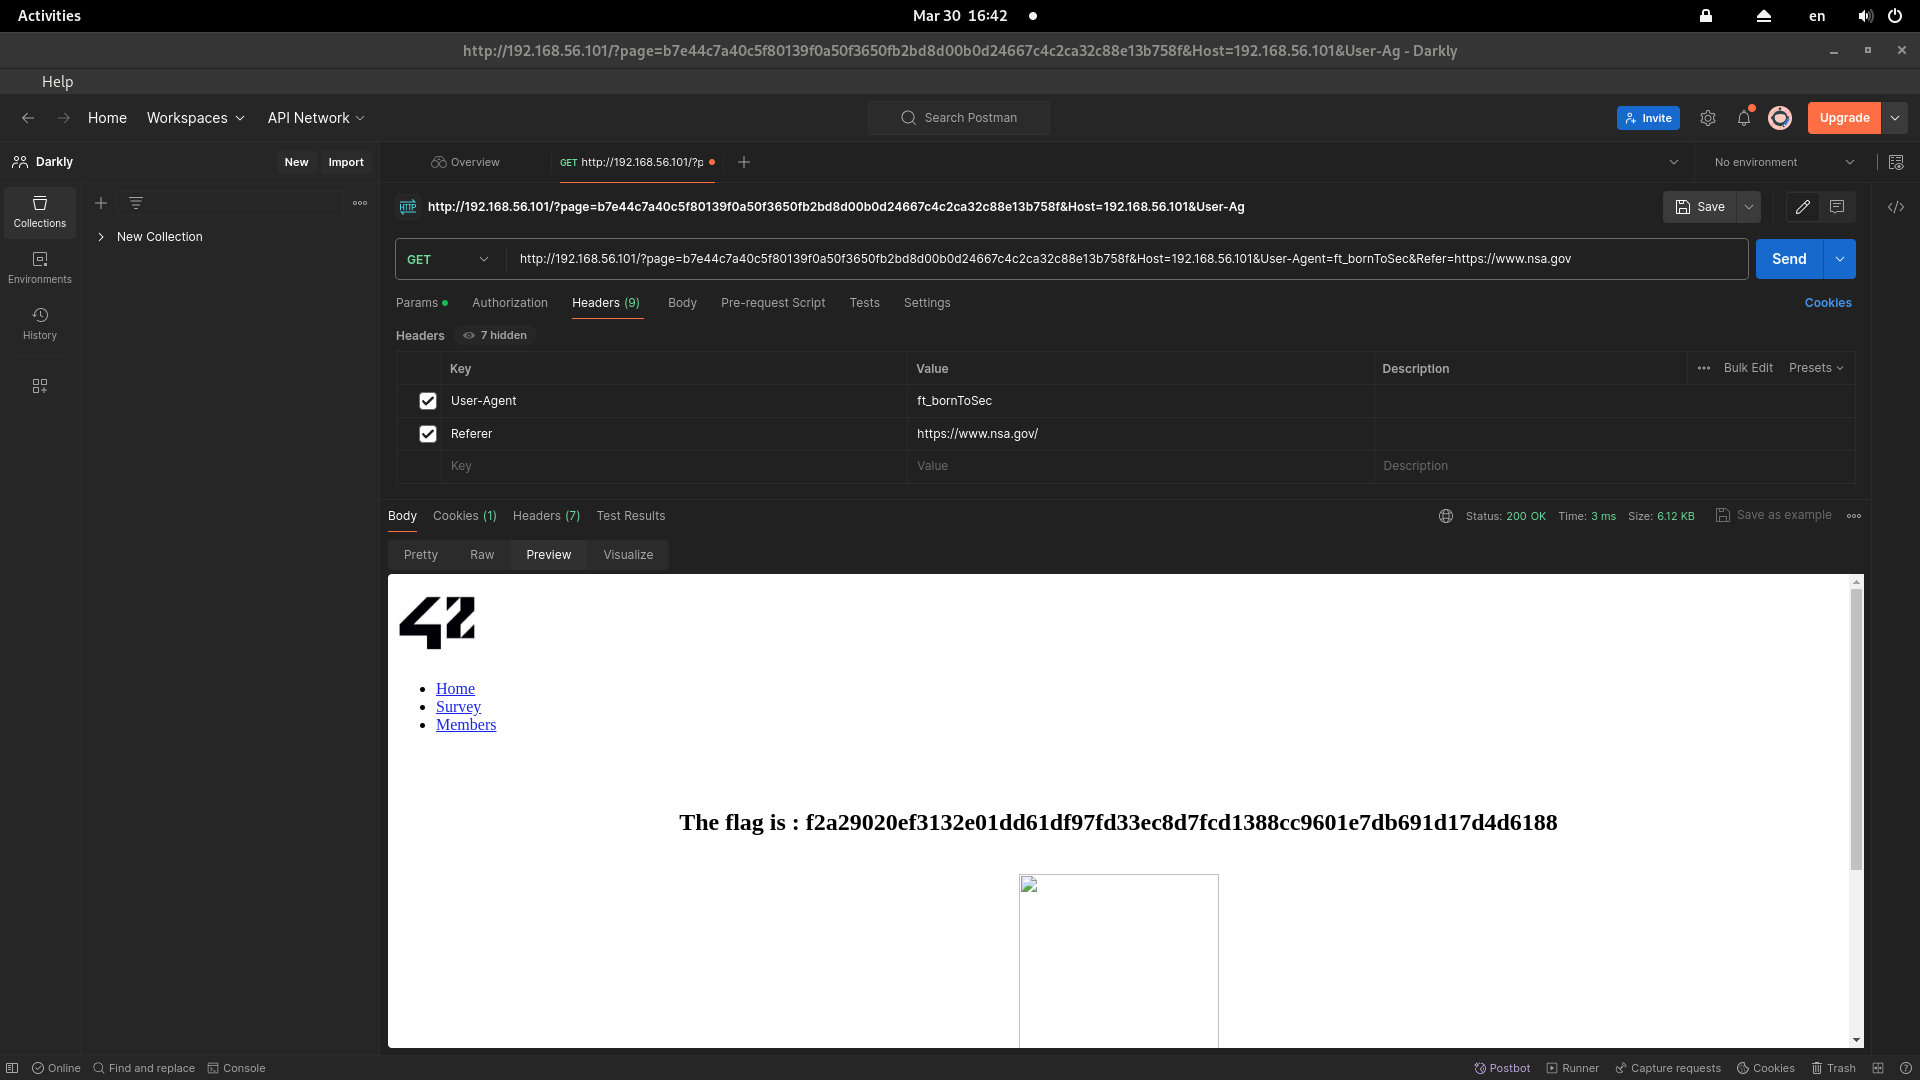 Activities
Mar 30 16:42
en
http://192.168.56.101/?page=b7e44c7a40c5f80139f0a50f3650fb2bd8d00b0d24667c4c2ca32c88e13b758f&Host=192.168.56.101&User-Ag - Darkly
Help
Home Workspaces API Network
Search Postman
Invite
Upgrade
Darkly
New Import
Overview
GET http://192.168.56.101/?p
No environment
Collections
Environments
History
New Collection
HTTP http://192.168.56.101/?page=b7e44c7a40c5f80139f0a50f3650fb2bd8d00b0d24667c4c2ca32c88e13b758f&Host=192.168.56.101&User-Ag
Save
GET http://192.168.56.101/?page=b7e44c7a40c5f80139f0a50f3650fb2bd8d00b0d24667c4c2ca32c88e13b758f&Host=192.168.56.101&User-Agent=ft_bornToSec&Refer=https://www.nsa.gov
Send
Params Authorization Headers (9) Body Pre-request Script Tests Settings Cookies
Headers 7 hidden
Key Value Description Bulk Edit Presets
User-Agent ft_bornToSec
Referer https://www.nsa.gov/
Key Value Description
Body Cookies (1) Headers (7) Test Results
Status: 200 OK Time: 3 ms Size: 6.12 KB Save as example
Pretty Raw Preview Visualize
42
Home
Survey
Members
The flag is : f2a29020ef3132e01dd61df97fd33ec8d7fcd1388cc9601e7db691d17d4d6188
Online Find and replace Console
Postbot Runner Capture requests Cookies Trash